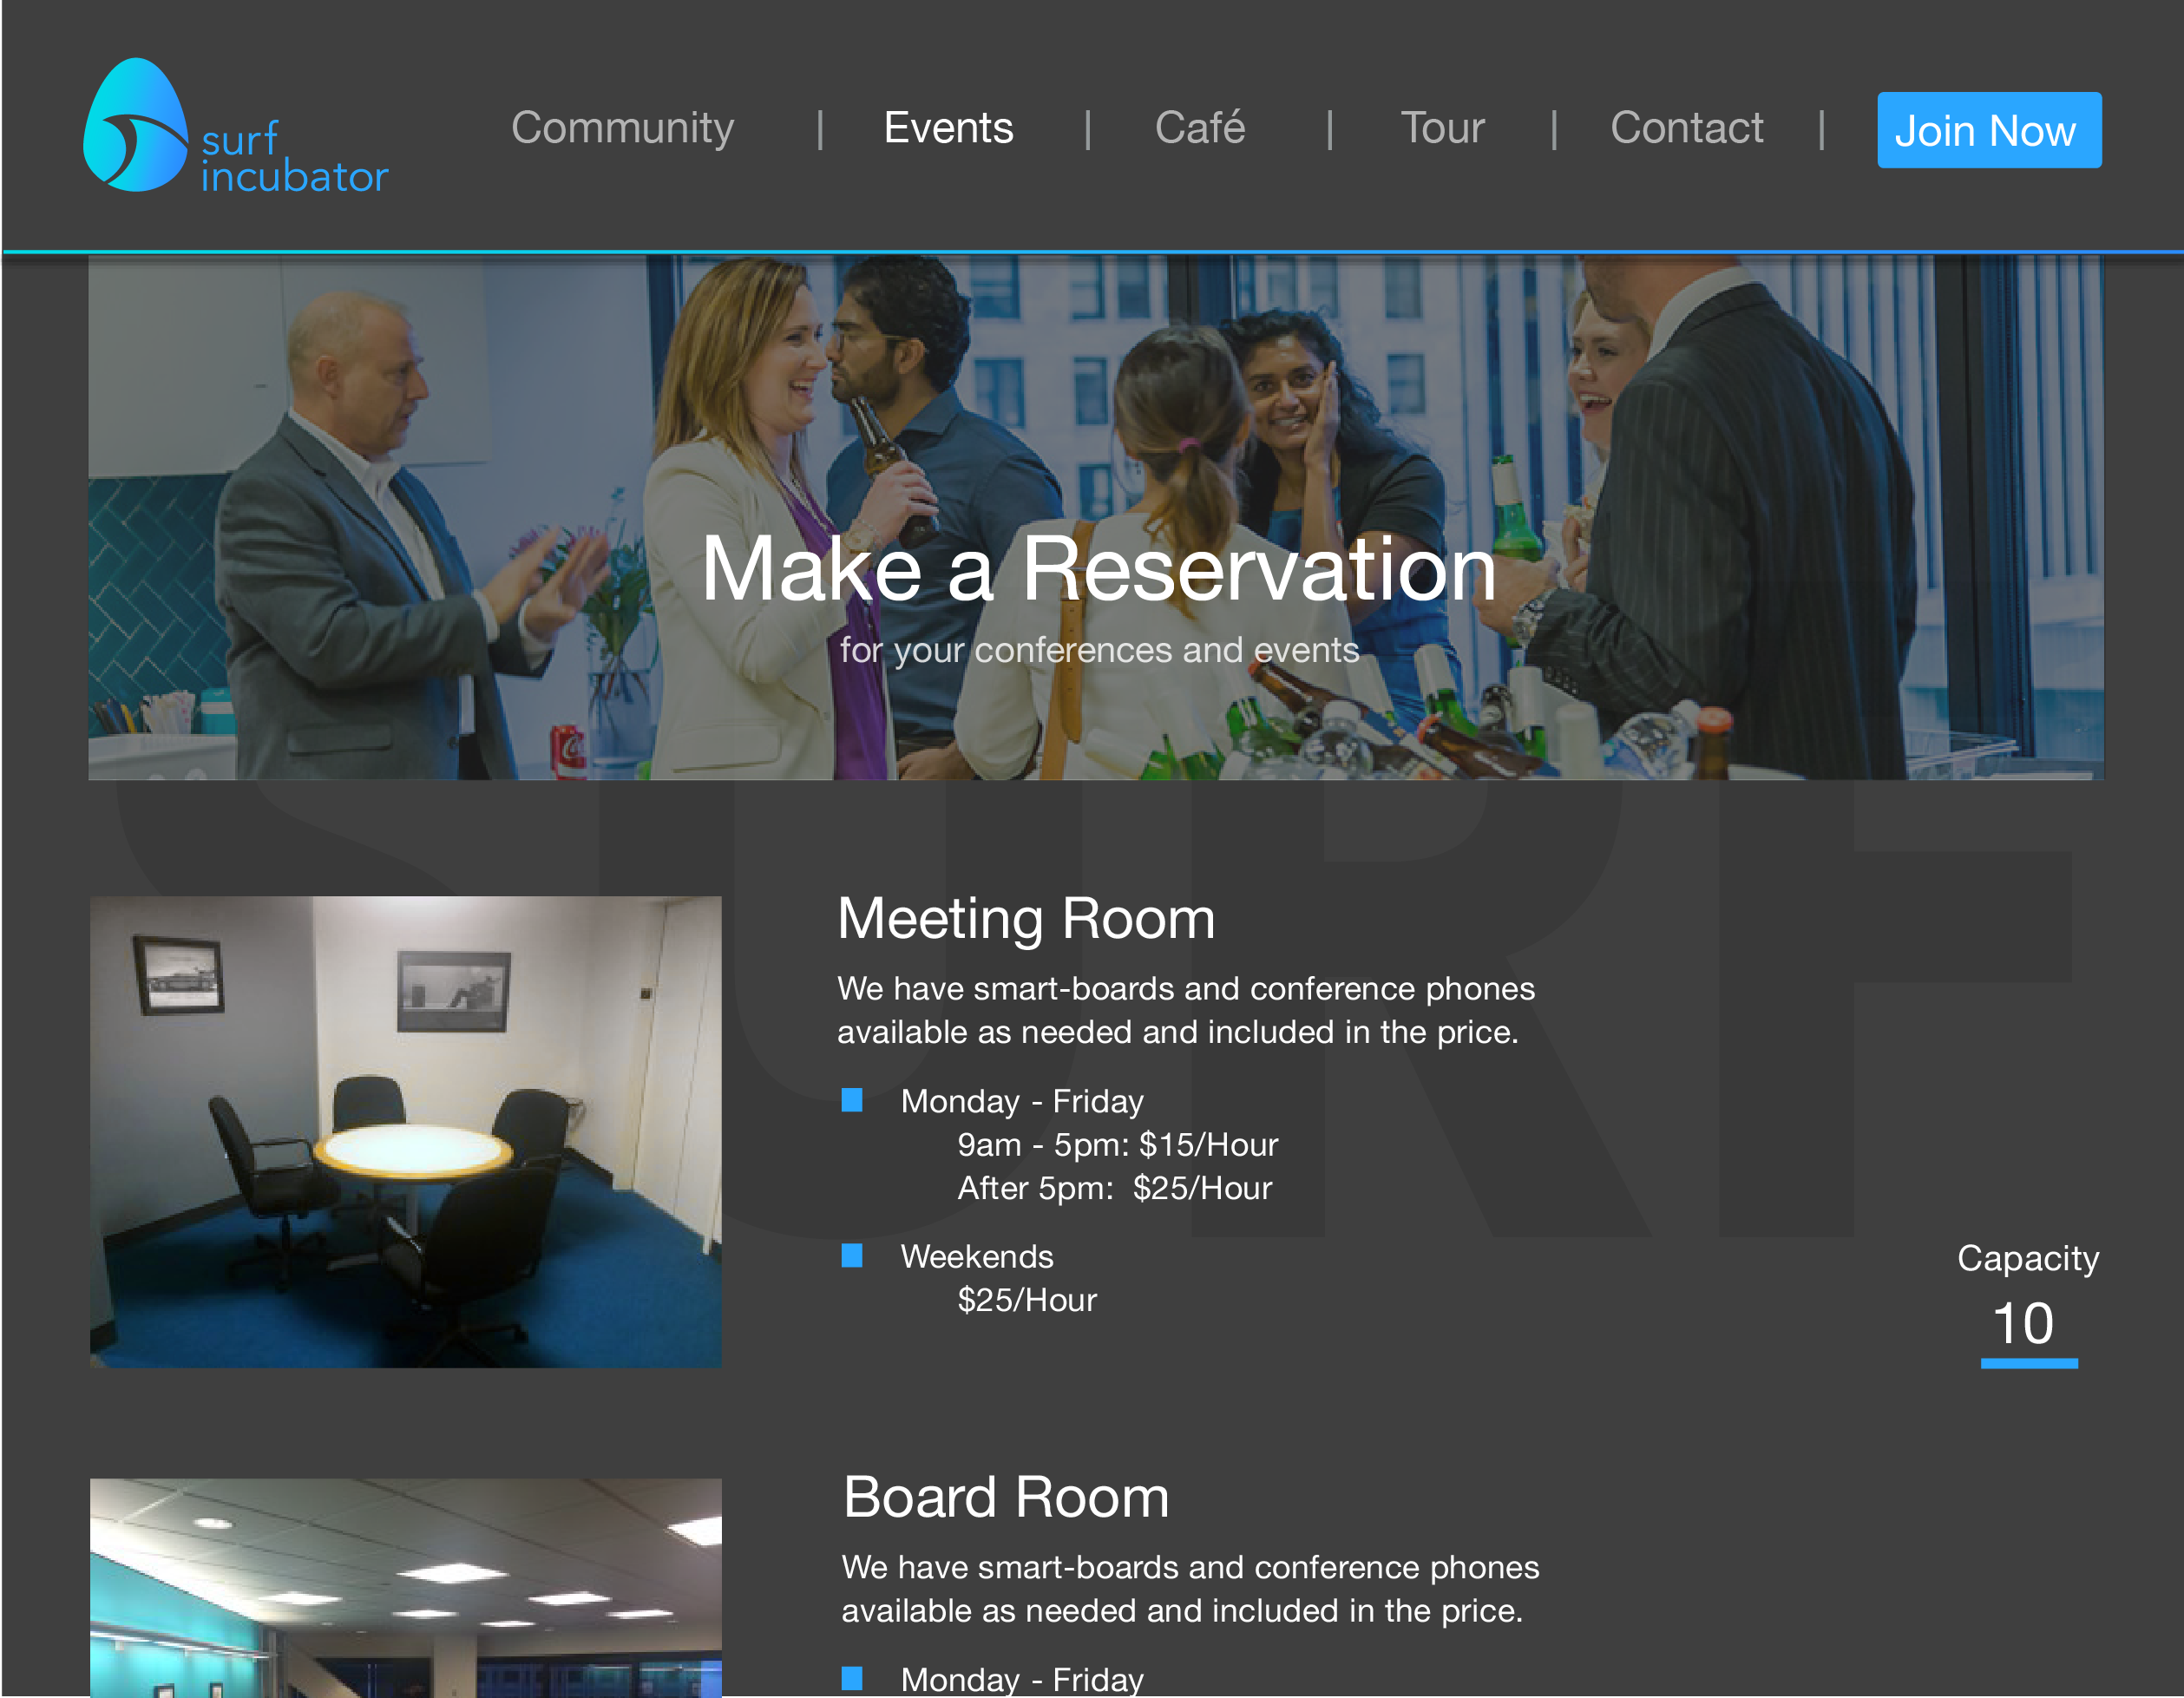 surf
incubator
Community | Events | Café | Tour | Contact | Join Now
Make a Reservation
for your conferences and events
SURF
Meeting Room
We have smart-boards and conference phones
available as needed and included in the price.
Monday - Friday
9am - 5pm: $15/Hour
After 5pm: $25/Hour
Weekends
$25/Hour
Capacity
10
Board Room
We have smart-boards and conference phones
available as needed and included in the price.
Monday - Friday